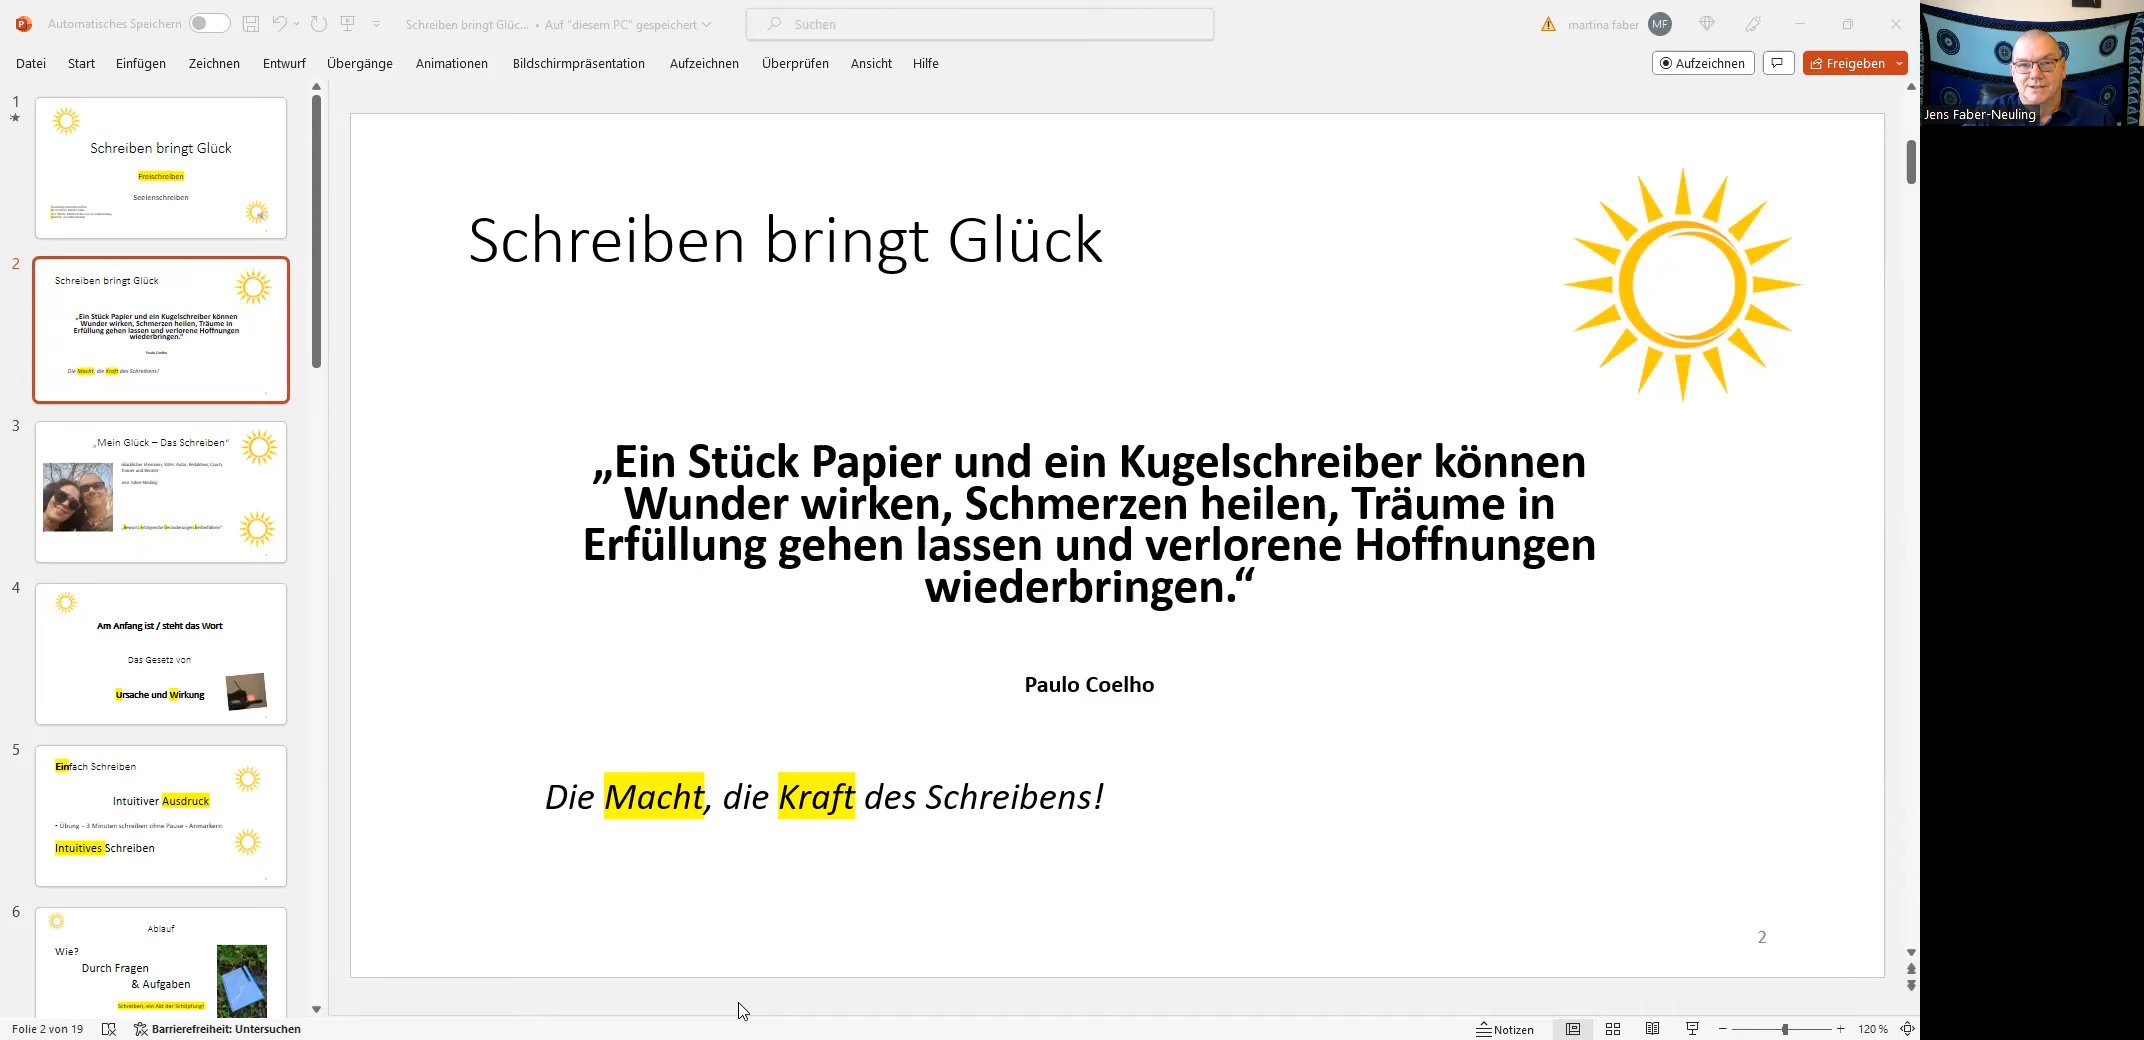 Automatisches Speichern
Schreiben bringt Glüc... • Auf "diesem PC" gespeichert
Suchen
martina faber
MF
Datei Start Einfügen Zeichnen Entwurf Übergänge Animationen Bildschirmpräsentation Aufzeichnen Überprüfen Ansicht Hilfe
Aufzeichnen
Freigeben
Jens Faber-Neuling
1
Schreiben bringt Glück
Freischreiben
Seelenschreiben
2
Schreiben bringt Glück
„Ein Stück Papier und ein Kugelschreiber können
Wunder wirken, Schmerzen heilen, Träume in
Erfüllung gehen lassen und verlorene Hoffnungen
wiederbringen.“
Paulo Coelho
Die Macht, die Kraft des Schreibens!
3
„Mein Glück – Das Schreiben“
Glücklicher Ehemann, Vater, Autor, Redakteur, Coach,
Trainer und Berater
Jens Faber-Neuling
4
Am Anfang ist / steht das Wort
Das Gesetz von
Ursache und Wirkung
5
Einfach Schreiben
Intuitiver Ausdruck
• Übung – 3 Minuten schreiben ohne Pause - Anmarkern
Intuitives Schreiben
6
Ablauf
Wie?
Durch Fragen
& Aufgaben
Schreiben, ein Akt der Schöpfung!
Schreiben bringt Glück
„Ein Stück Papier und ein Kugelschreiber können
Wunder wirken, Schmerzen heilen, Träume in
Erfüllung gehen lassen und verlorene Hoffnungen
wiederbringen.“
Paulo Coelho
Die Macht, die Kraft des Schreibens!
2
Folie 2 von 19
Barrierefreiheit: Untersuchen
Notizen
120 %